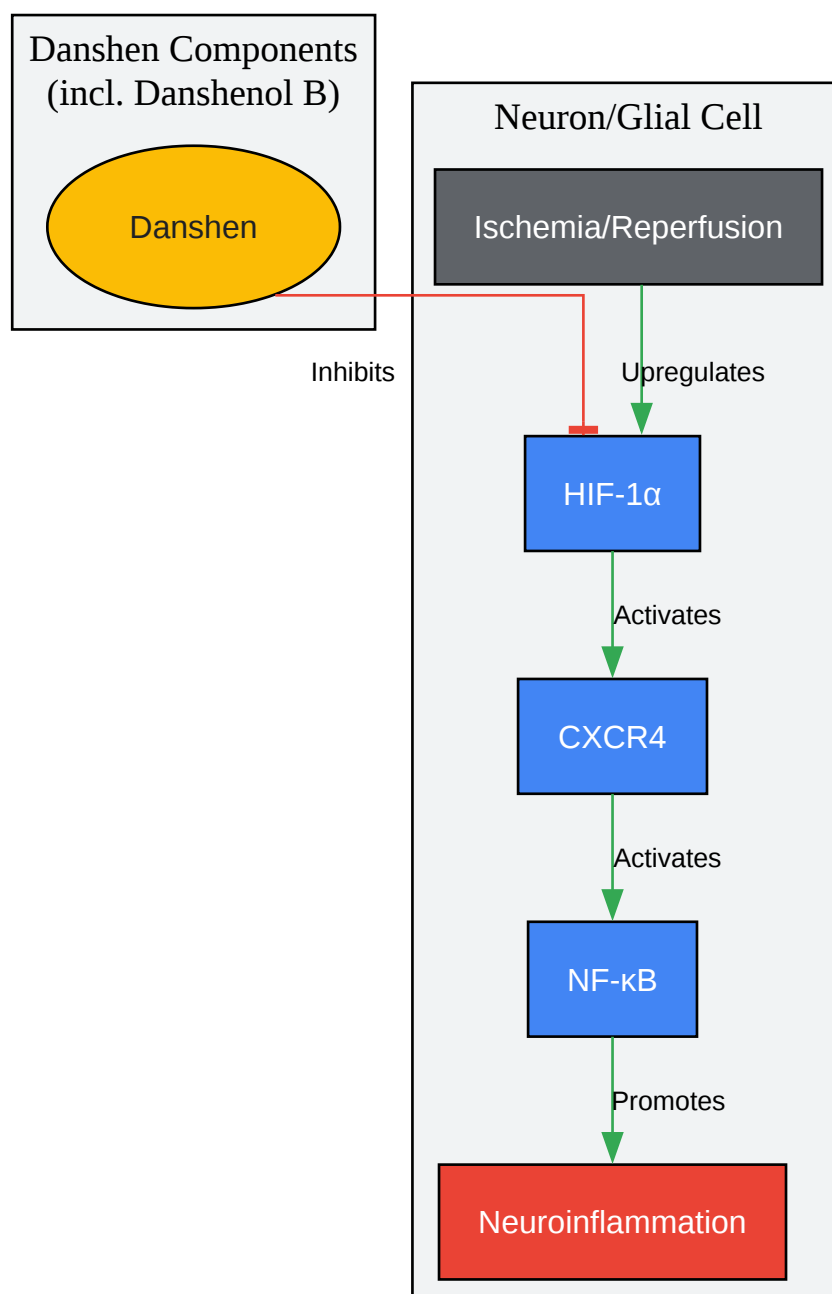 Danshen Components
(incl. Danshenol B)
Danshen
Neuron/Glial Cell
Ischemia/Reperfusion
Inhibits
Upregulates
HIF-1α
Activates
CXCR4
Activates
NF-κB
Promotes
Neuroinflammation